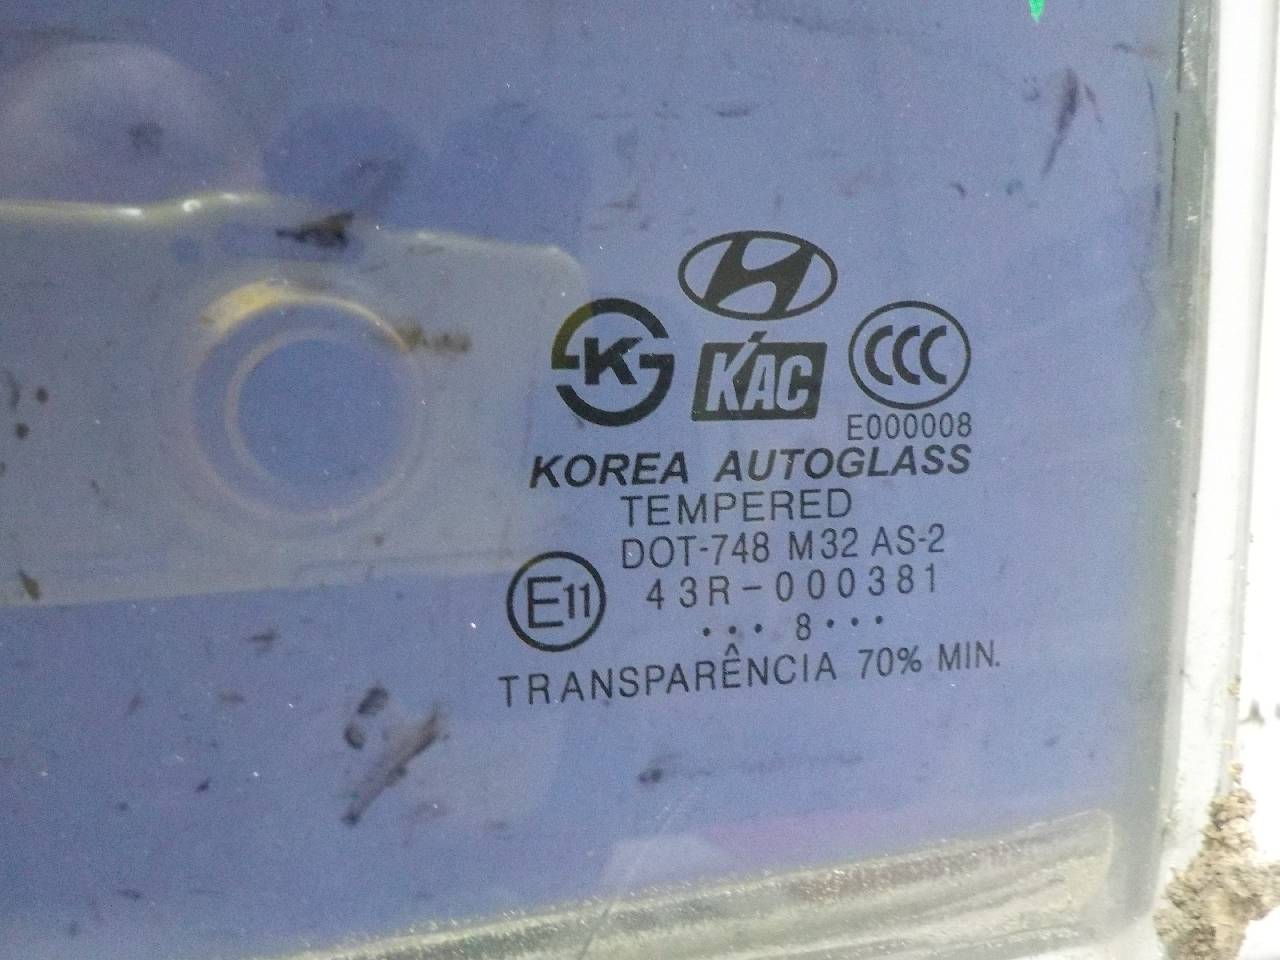 K
KAC
CCC
E000008
KOREA AUTOGLASS
TEMPERED
DOT-748 M32 AS-2
E11
43R-000381
• • • 8 • • •
TRANSPARÊNCIA 70% MIN.